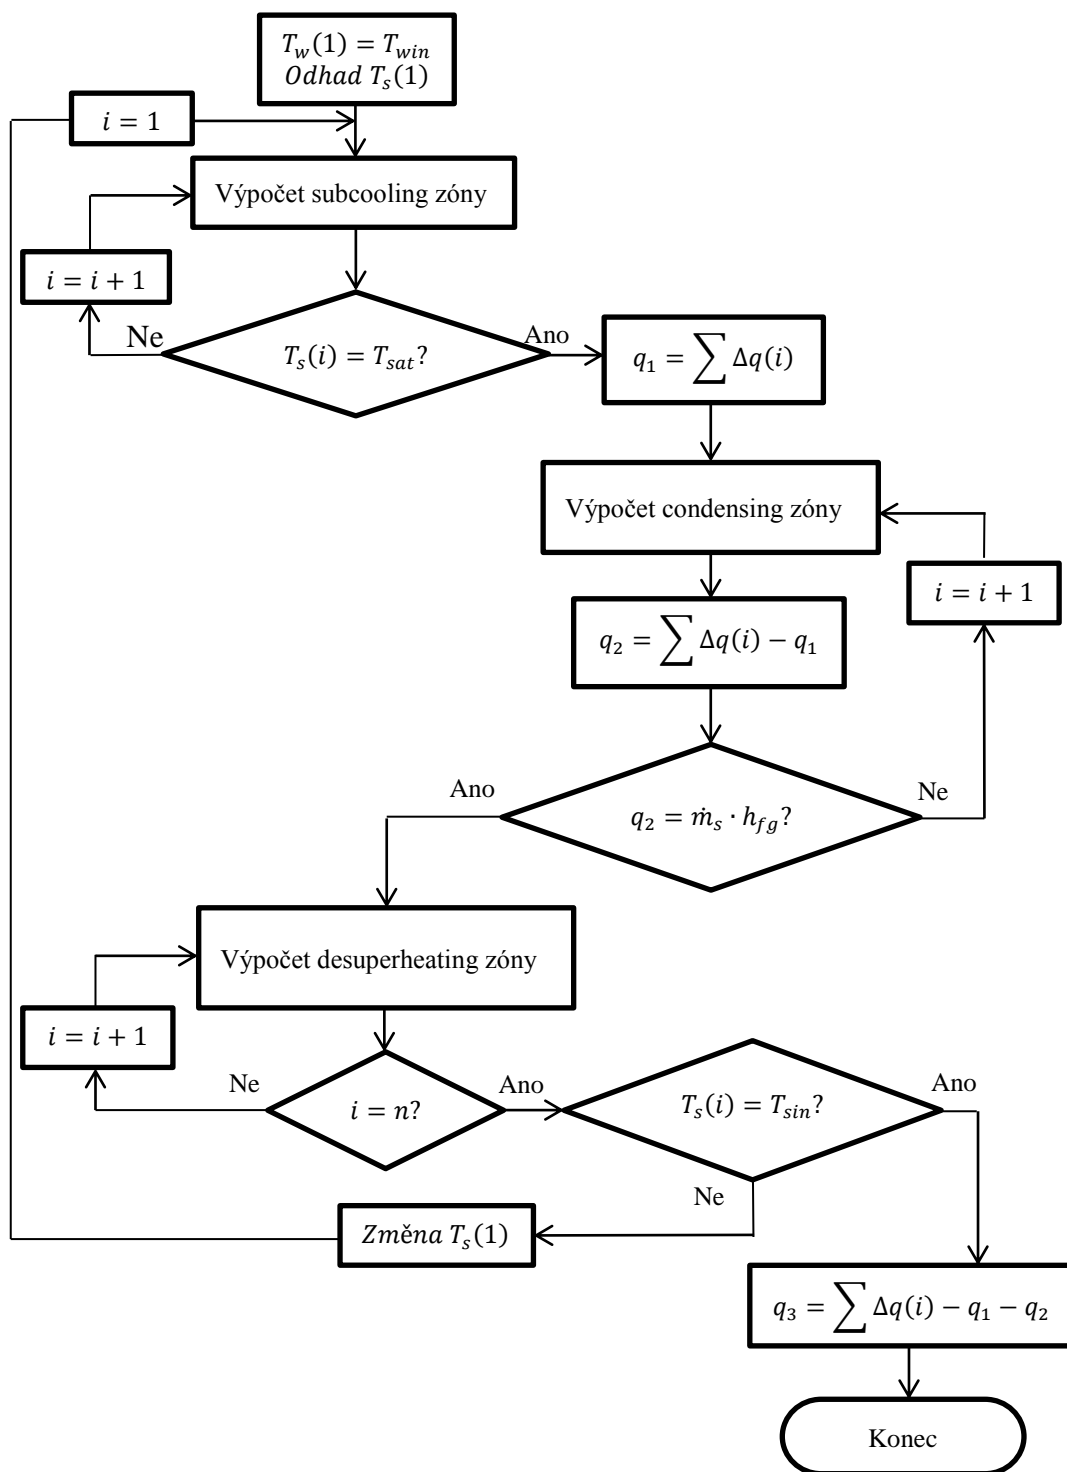 T_w(1) = T_win
Odhad T_s(1)
i = 1
Výpočet subcooling zóny
i = i + 1
Ne
T_s(i) = T_sat?
Ano
q_1 = ∑ Δq(i)
Výpočet condensing zóny
i = i + 1
q_2 = ∑ Δq(i) − q_1
Ano
Ne
q_2 = ṁ_s · h_fg?
Výpočet desuperheating zóny
i = i + 1
Ne
i = n?
Ano
T_s(i) = T_sin?
Ano
Ne
Změna T_s(1)
q_3 = ∑ Δq(i) − q_1 − q_2
Konec